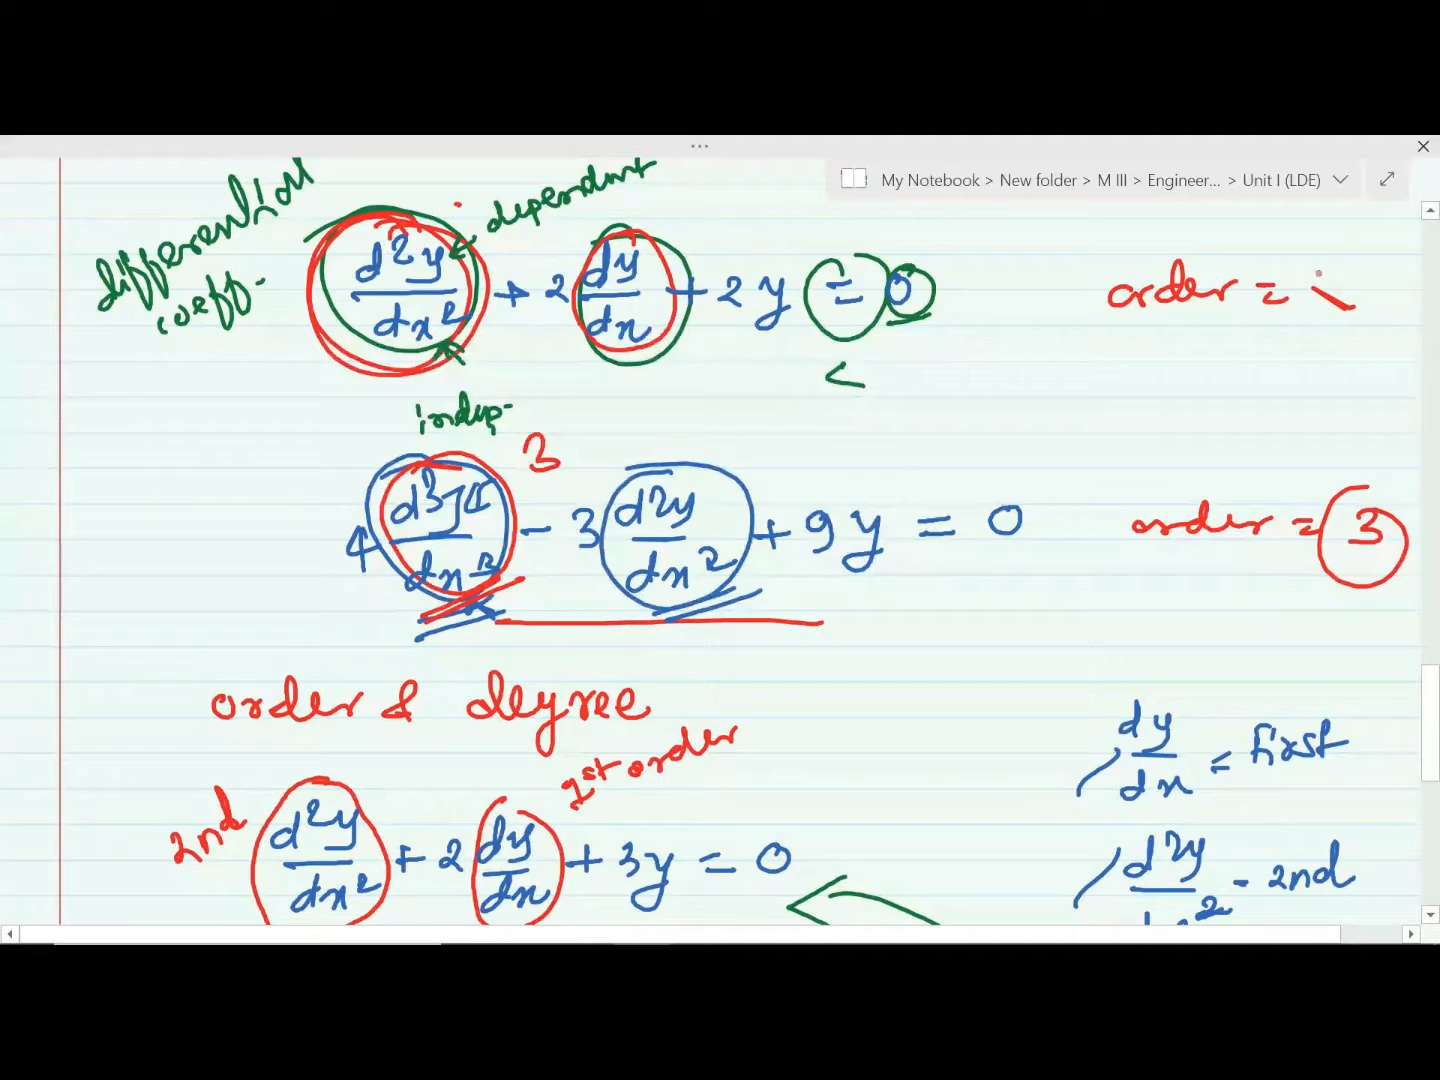 ...
My Notebook > New folder > M III > Engineer... > Unit I (LDE)
differential coeff.
dependent
d²y/dx² + 2 dy/dx + 2y = 0
order =
<
indep-
3
4 d³y/dx³ - 3 d²y/dx² + 9y = 0
order = 3
order & degree
1st order
dy/dx = first
2nd
d²y/dx² + 2 dy/dx + 3y = 0
d²y/dx² - 2nd